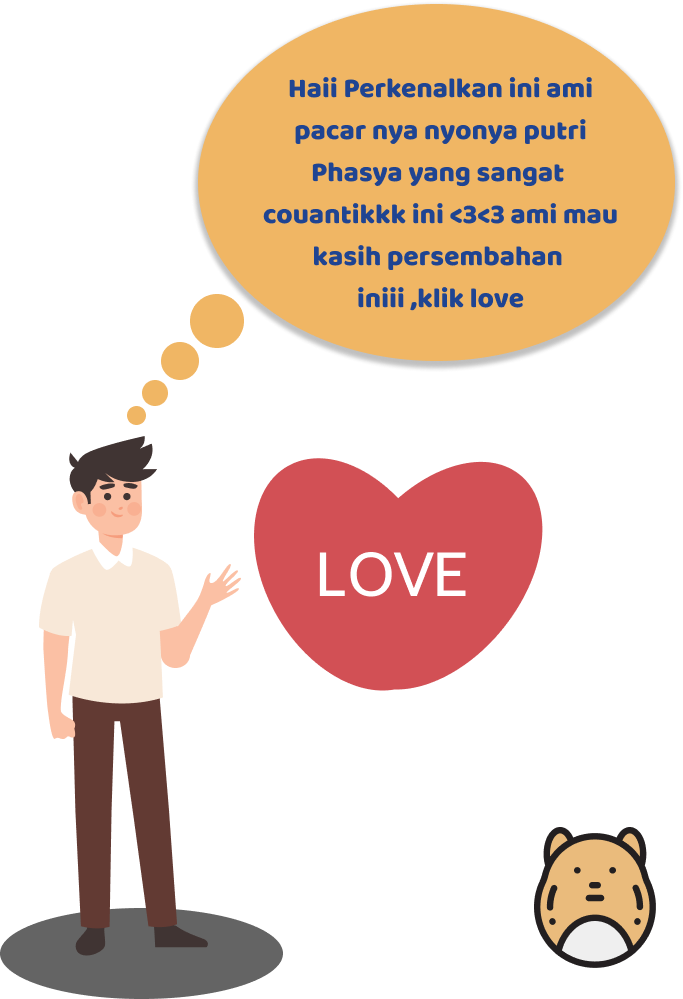 Haii Perkenalkan ini ami
pacar nya nyonya putri
Phasya yang sangat
couantikkk ini <3<3 ami mau
kasih persembahan
iniii ,klik love
LOVE